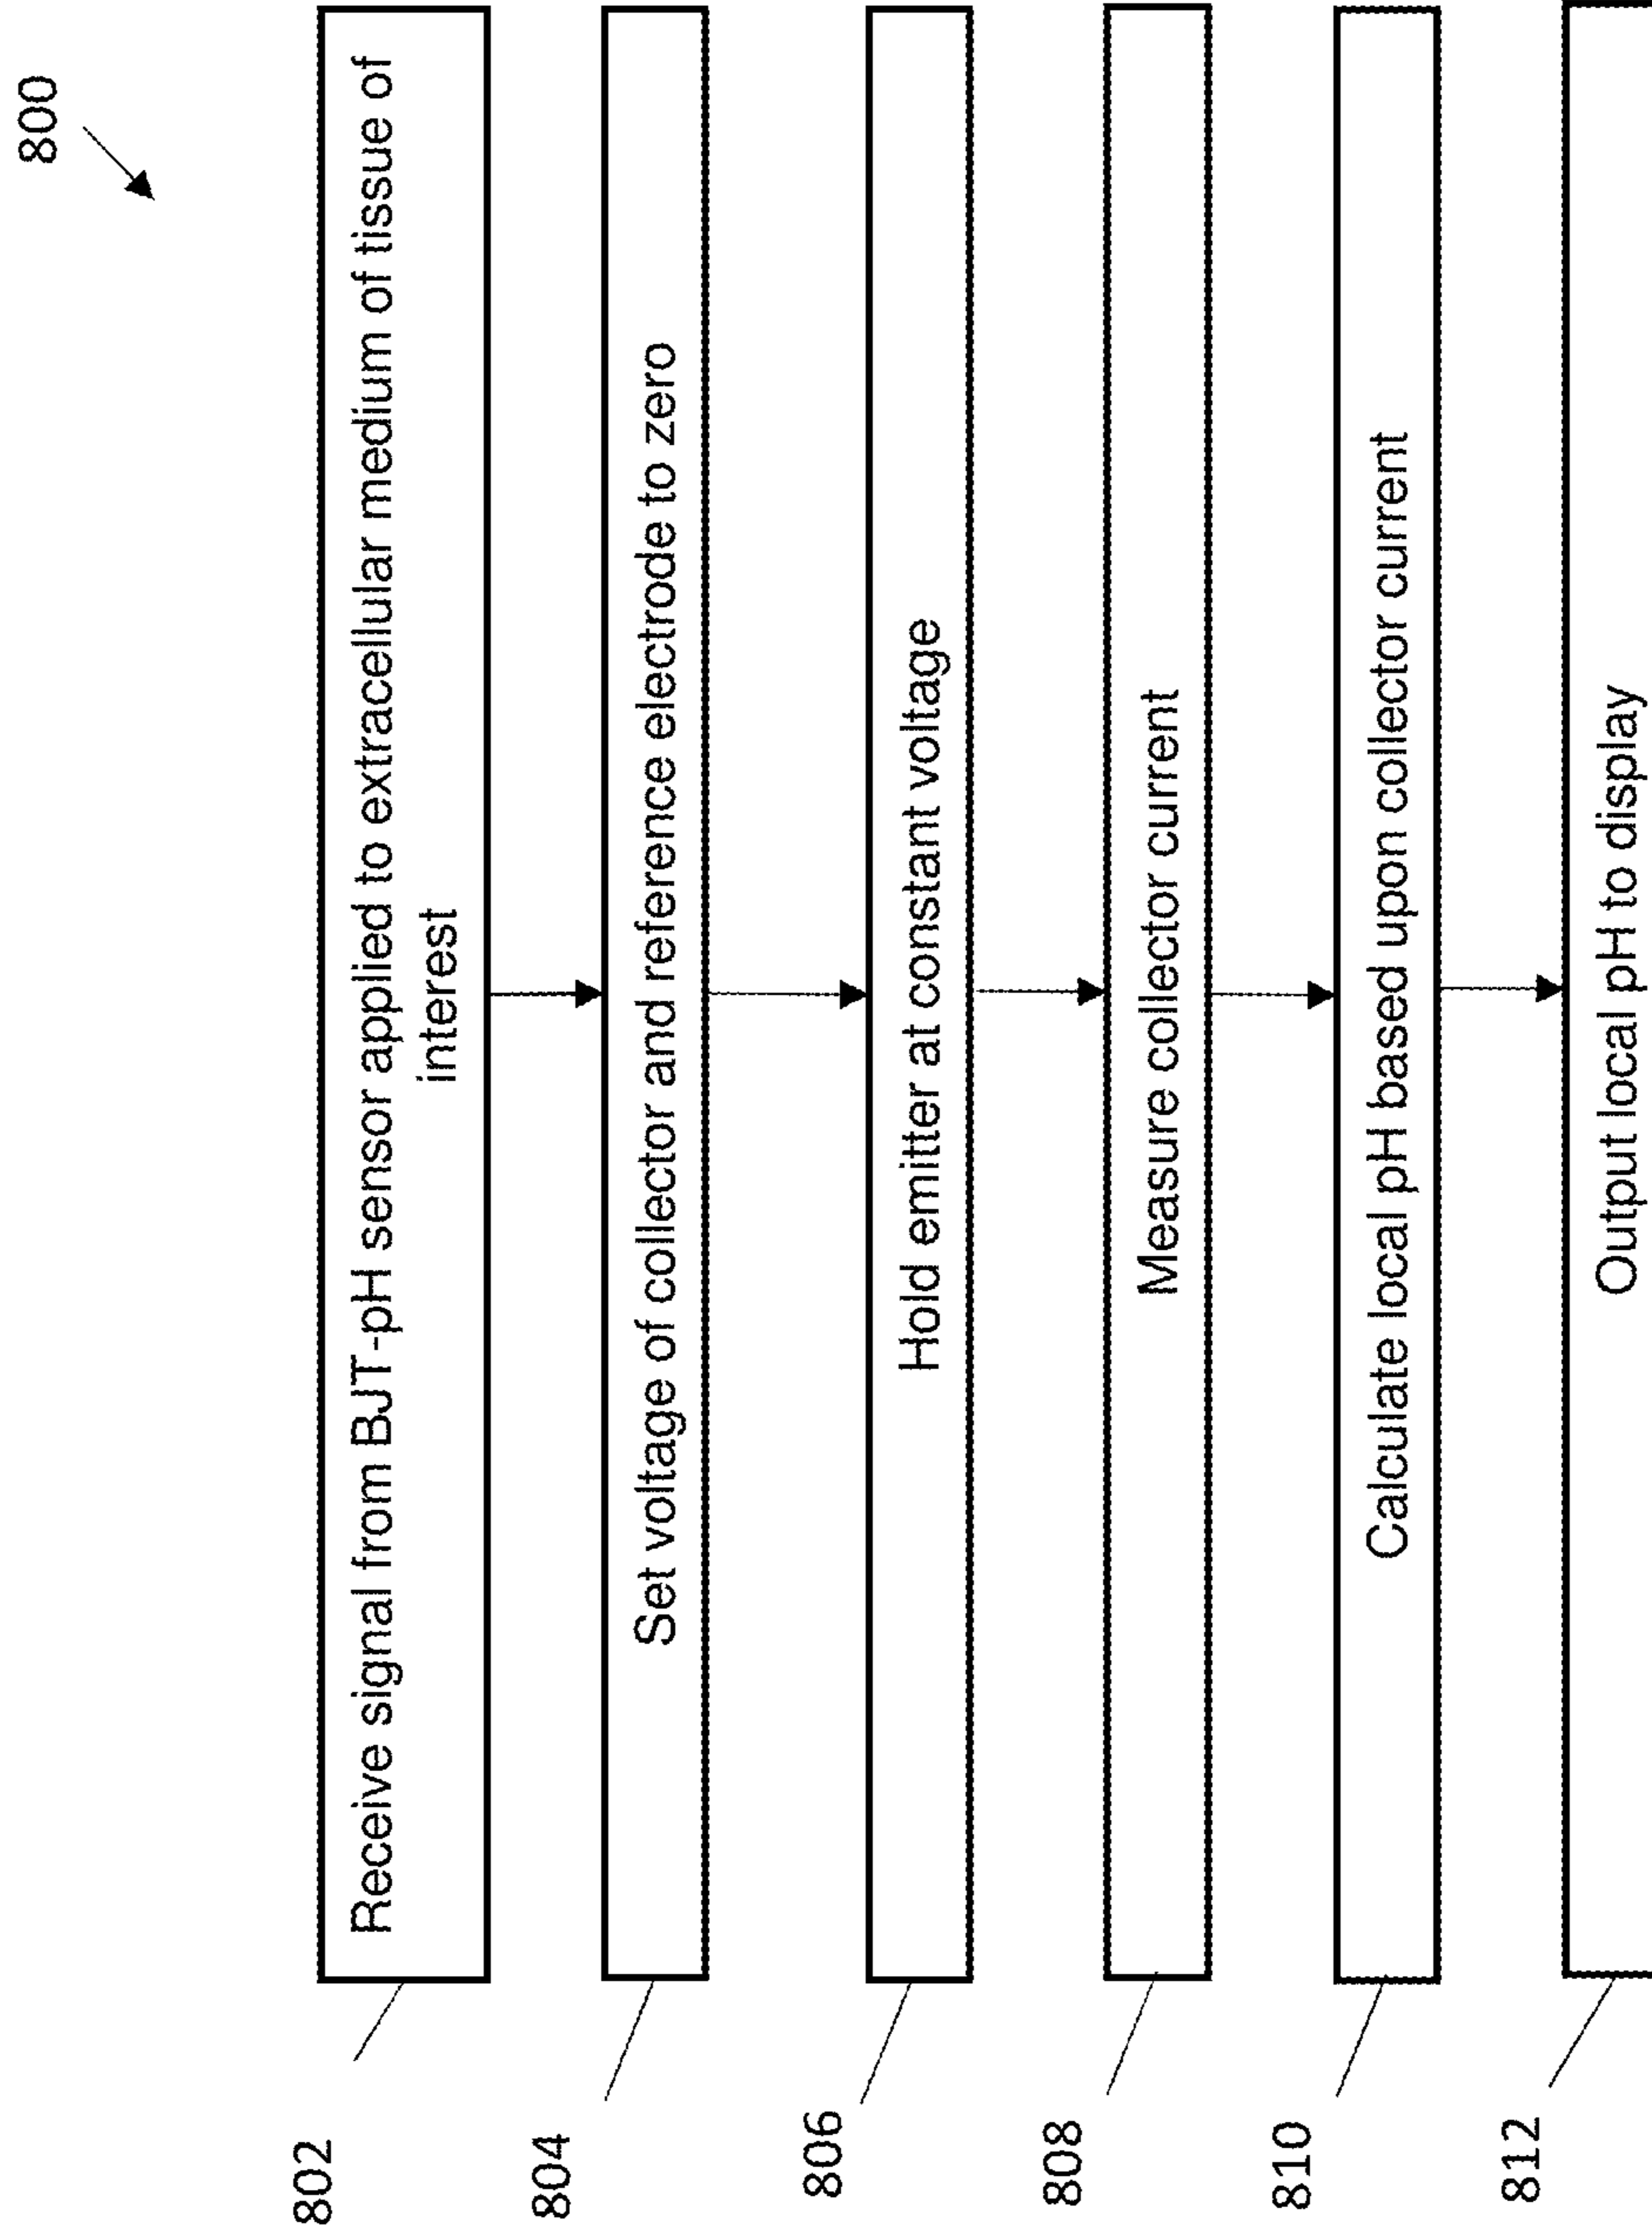 800
802
Receive signal from BJT-pH sensor applied to extracellular medium of tissue of
interest
804
Set voltage of collector and reference electrode to zero
806
Hold emitter at constant voltage
808
Measure collector current
810
Calculate local pH based upon collector current
812
Output local pH to display